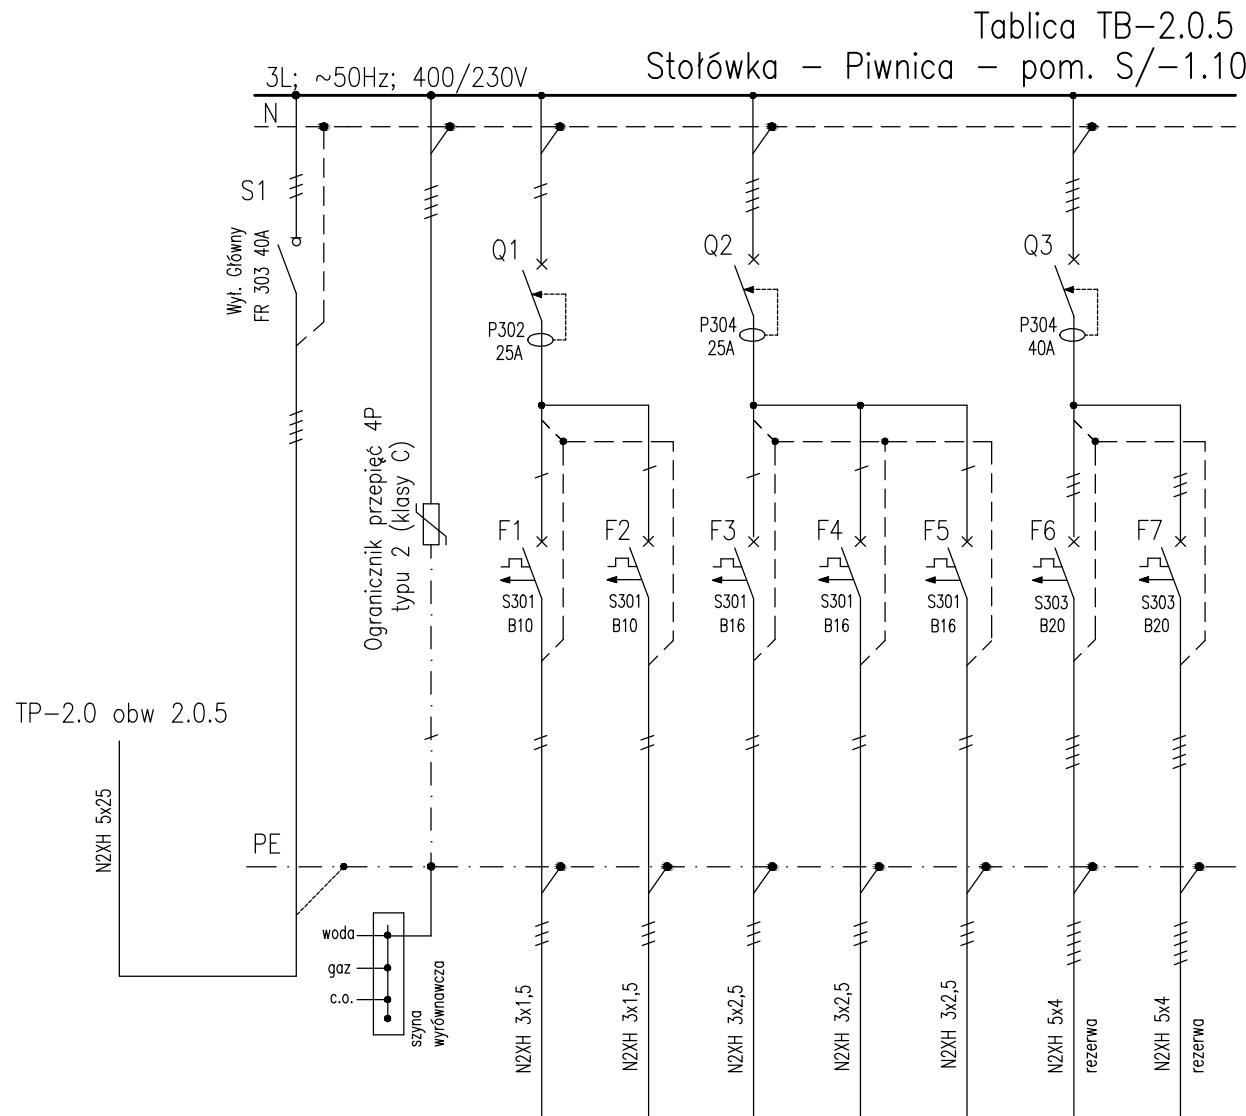 Tablica TB-2.0.5
Stołówka - Piwnica - pom. S/-1.10
3L; ~50Hz; 400/230V
N
S1
Wył. Główny
FR 303 40A
Q1
P302
25A
Q2
P304
25A
Q3
P304
40A
Ogranicznik przepięć 4P
typu 2 (klasy C)
F1
S301
B10
F2
S301
B10
F3
S301
B16
F4
S301
B16
F5
S301
B16
F6
S303
B20
F7
S303
B20
TP-2.0 obw 2.0.5
N2XH 5x25
PE
woda
gaz
c.o.
szyna
wyrównawcza
N2XH 3x1,5
N2XH 3x1,5
N2XH 3x2,5
N2XH 3x2,5
N2XH 3x2,5
N2XH 5x4
rezerwa
N2XH 5x4
rezerwa